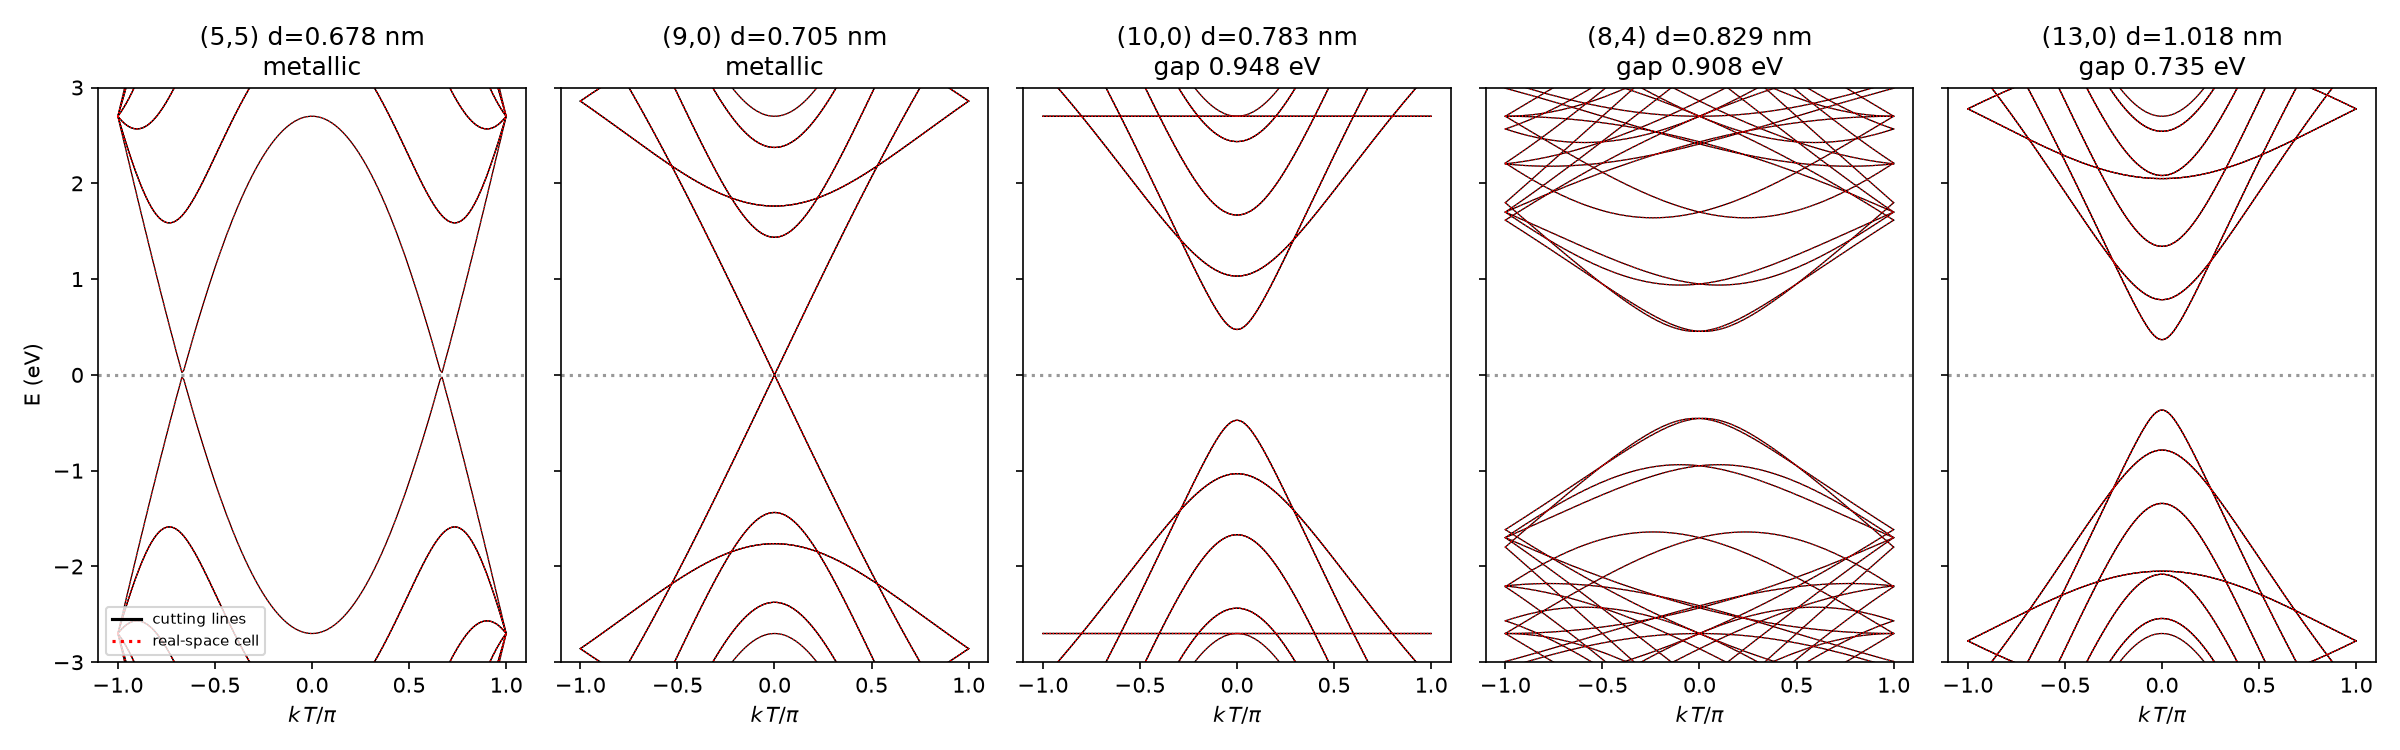 (5,5) d=0.678 nm
metallic
(9,0) d=0.705 nm
metallic
(10,0) d=0.783 nm
gap 0.948 eV
(8,4) d=0.829 nm
gap 0.908 eV
(13,0) d=1.018 nm
gap 0.735 eV
E (eV)
3
2
1
0
−1
−2
−3
cutting lines
real-space cell
−1.0 −0.5 0.0 0.5 1.0
−1.0 −0.5 0.0 0.5 1.0
−1.0 −0.5 0.0 0.5 1.0
−1.0 −0.5 0.0 0.5 1.0
−1.0 −0.5 0.0 0.5 1.0
kT/π
kT/π
kT/π
kT/π
kT/π